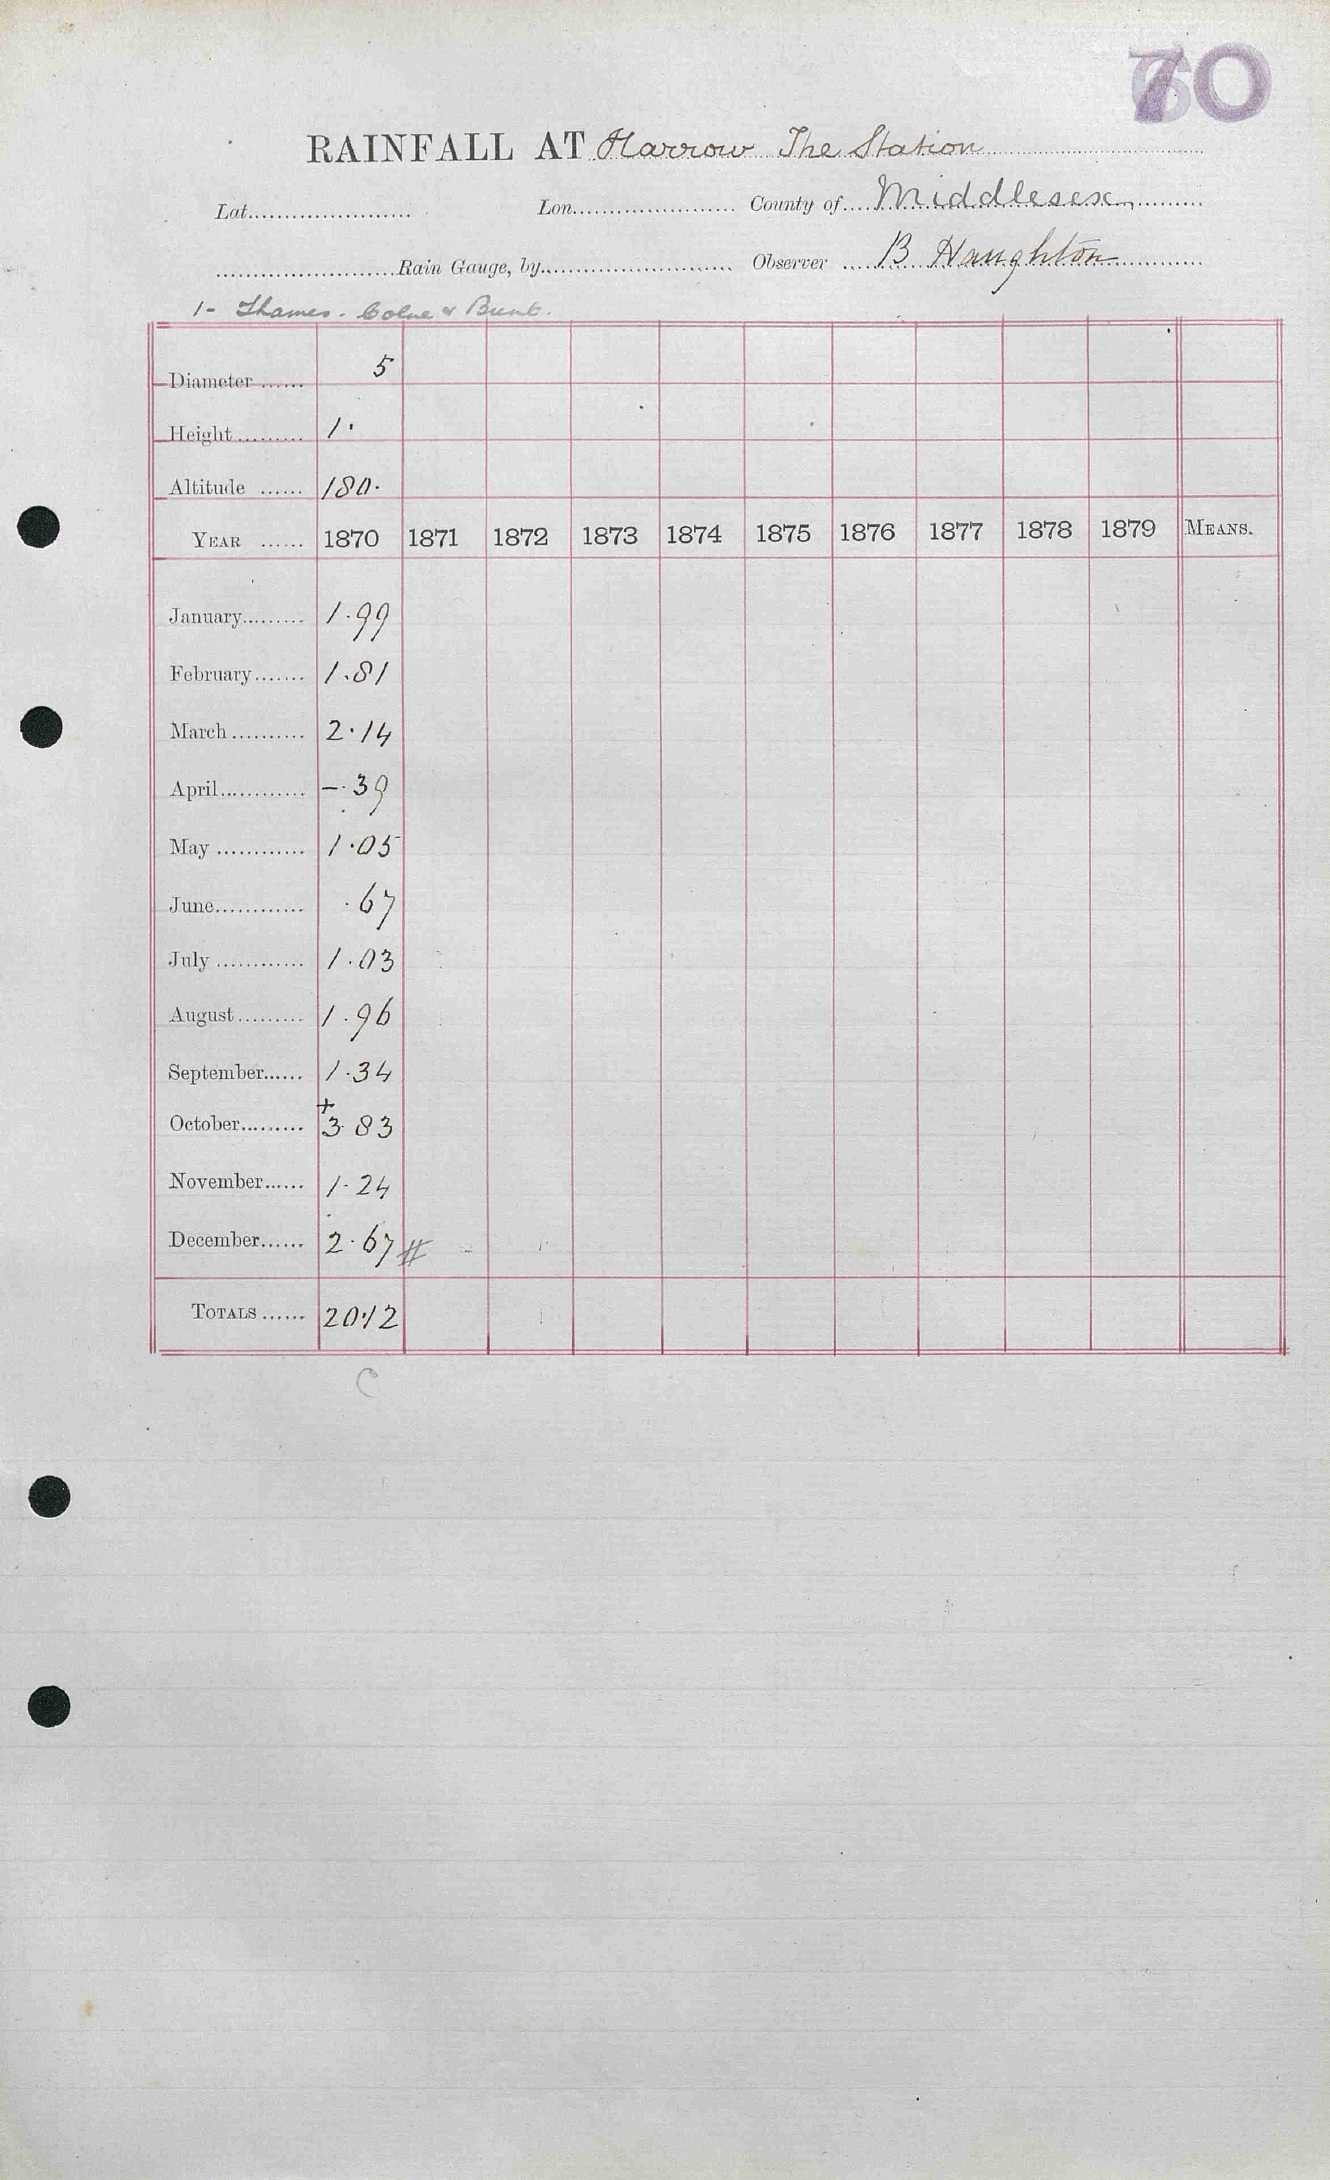 70
RAINFALL AT Harrow The Station
Lat...................... Lon...................... County of.... Middlesex
........................Rain Gauge, by.......................... Observer .... B Haughton
1- Thames. Colne & Brent.
Diameter ...... 5
Height ......... 1·
Altitude ...... 180·
YEAR ...... 1870 1871 1872 1873 1874 1875 1876 1877 1878 1879 MEANS.
January......... 1·99
February....... 1·81
March .......... 2·14
April............ —·39
May ............ 1·05
June............ ·67
July ............ 1·03
August......... 1·96
September...... 1·34
+
October......... 3·83
November...... 1·24
December...... 2·67 #
TOTALS ...... 20·12
C